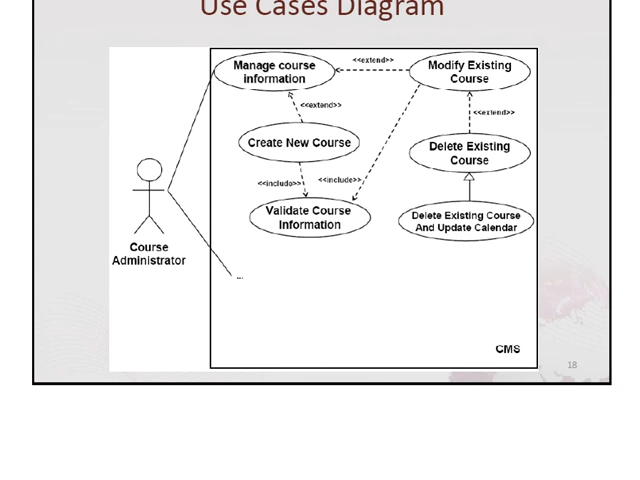 Use Cases Diagram
Manage course
information
<<extend>>
Modify Existing
Course
<<extend>>
<<extend>>
Create New Course
Delete Existing
Course
<<include>>
<<include>>
Validate Course
Information
Delete Existing Course
And Update Calendar
Course
Administrator
...
CMS
18